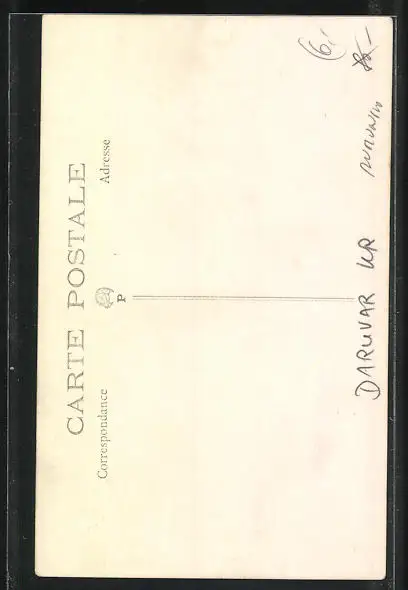 CARTE POSTALE
Correspondance
Adresse
P
DARUVAR KR
(6,-